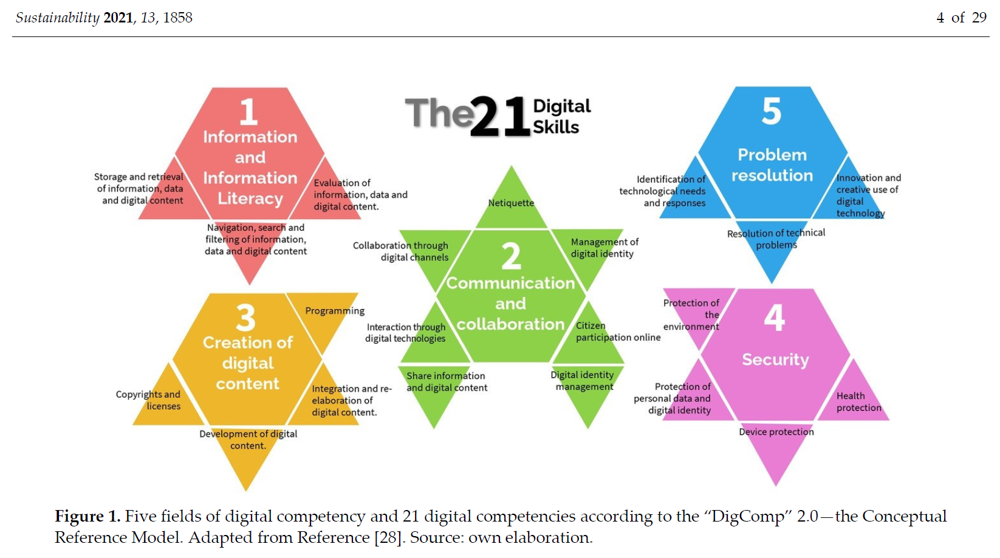 Sustainability 2021, 13, 1858
4 of 29
1
Information
and
Information
Literacy
Storage and retrieval
of information, data
and digital content
Evaluation of
information, data and
digital content.
Navigation, search and
filtering of information,
data and digital content
The 21 Digital
Skills
5
Problem
resolution
Identification of
technological needs
and responses
Innovation and
creative use of
digital
technology
Resolution of technical
problems
Netiquette
Collaboration through
digital channels
Management of
digital identity
2
Communication
and
collaboration
Interaction through
digital technologies
Citizen
participation online
Share information
and digital content
Digital identity
management
3
Creation of
digital
content
Programming
Copyrights and
licenses
Integration and re-
elaboration of
digital content.
Development of digital
content.
4
Security
Protection of
the
environment
Protection of
personal data and
digital identity
Health
protection
Device protection
Figure 1. Five fields of digital competency and 21 digital competencies according to the “DigComp” 2.0—the Conceptual
Reference Model. Adapted from Reference [28]. Source: own elaboration.